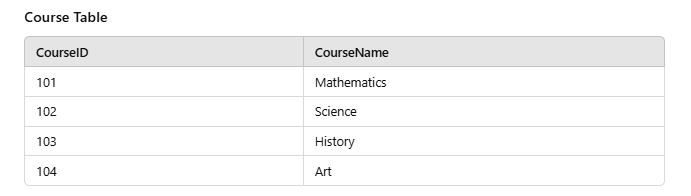 Course Table
CourseID CourseName
101 Mathematics
102 Science
103 History
104 Art